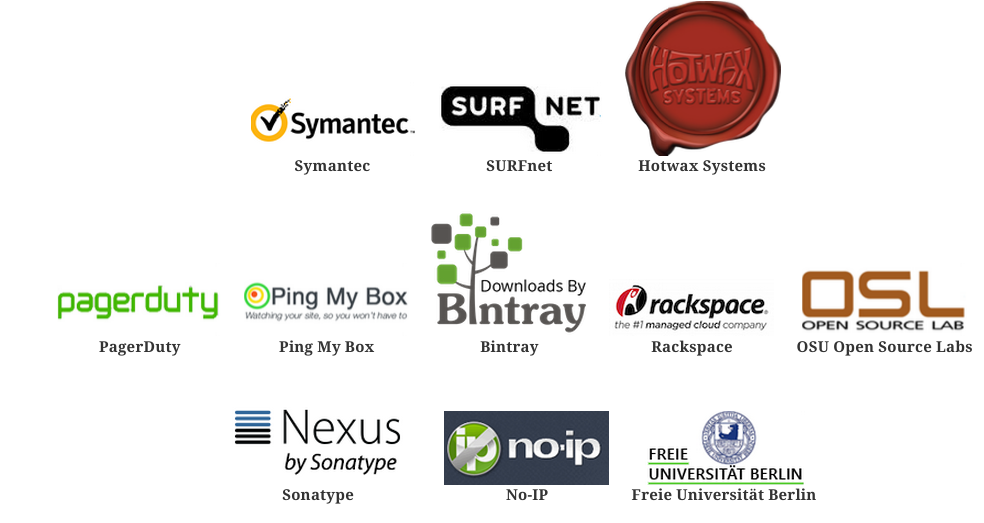 HOTWAX
SYSTEMS
Symantec™
SURF NET
Symantec
SURFnet
Hotwax Systems
Downloads By
Bintray
pagerduty
Ping My Box
Watching your site, so you won't have to
rackspace®
the #1 managed cloud company
OSL
OPEN SOURCE LAB
PagerDuty
Ping My Box
Bintray
Rackspace
OSU Open Source Labs
Nexus
by Sonatype
ip no-ip
FREIE
UNIVERSITÄT BERLIN
Sonatype
No-IP
Freie Universität Berlin